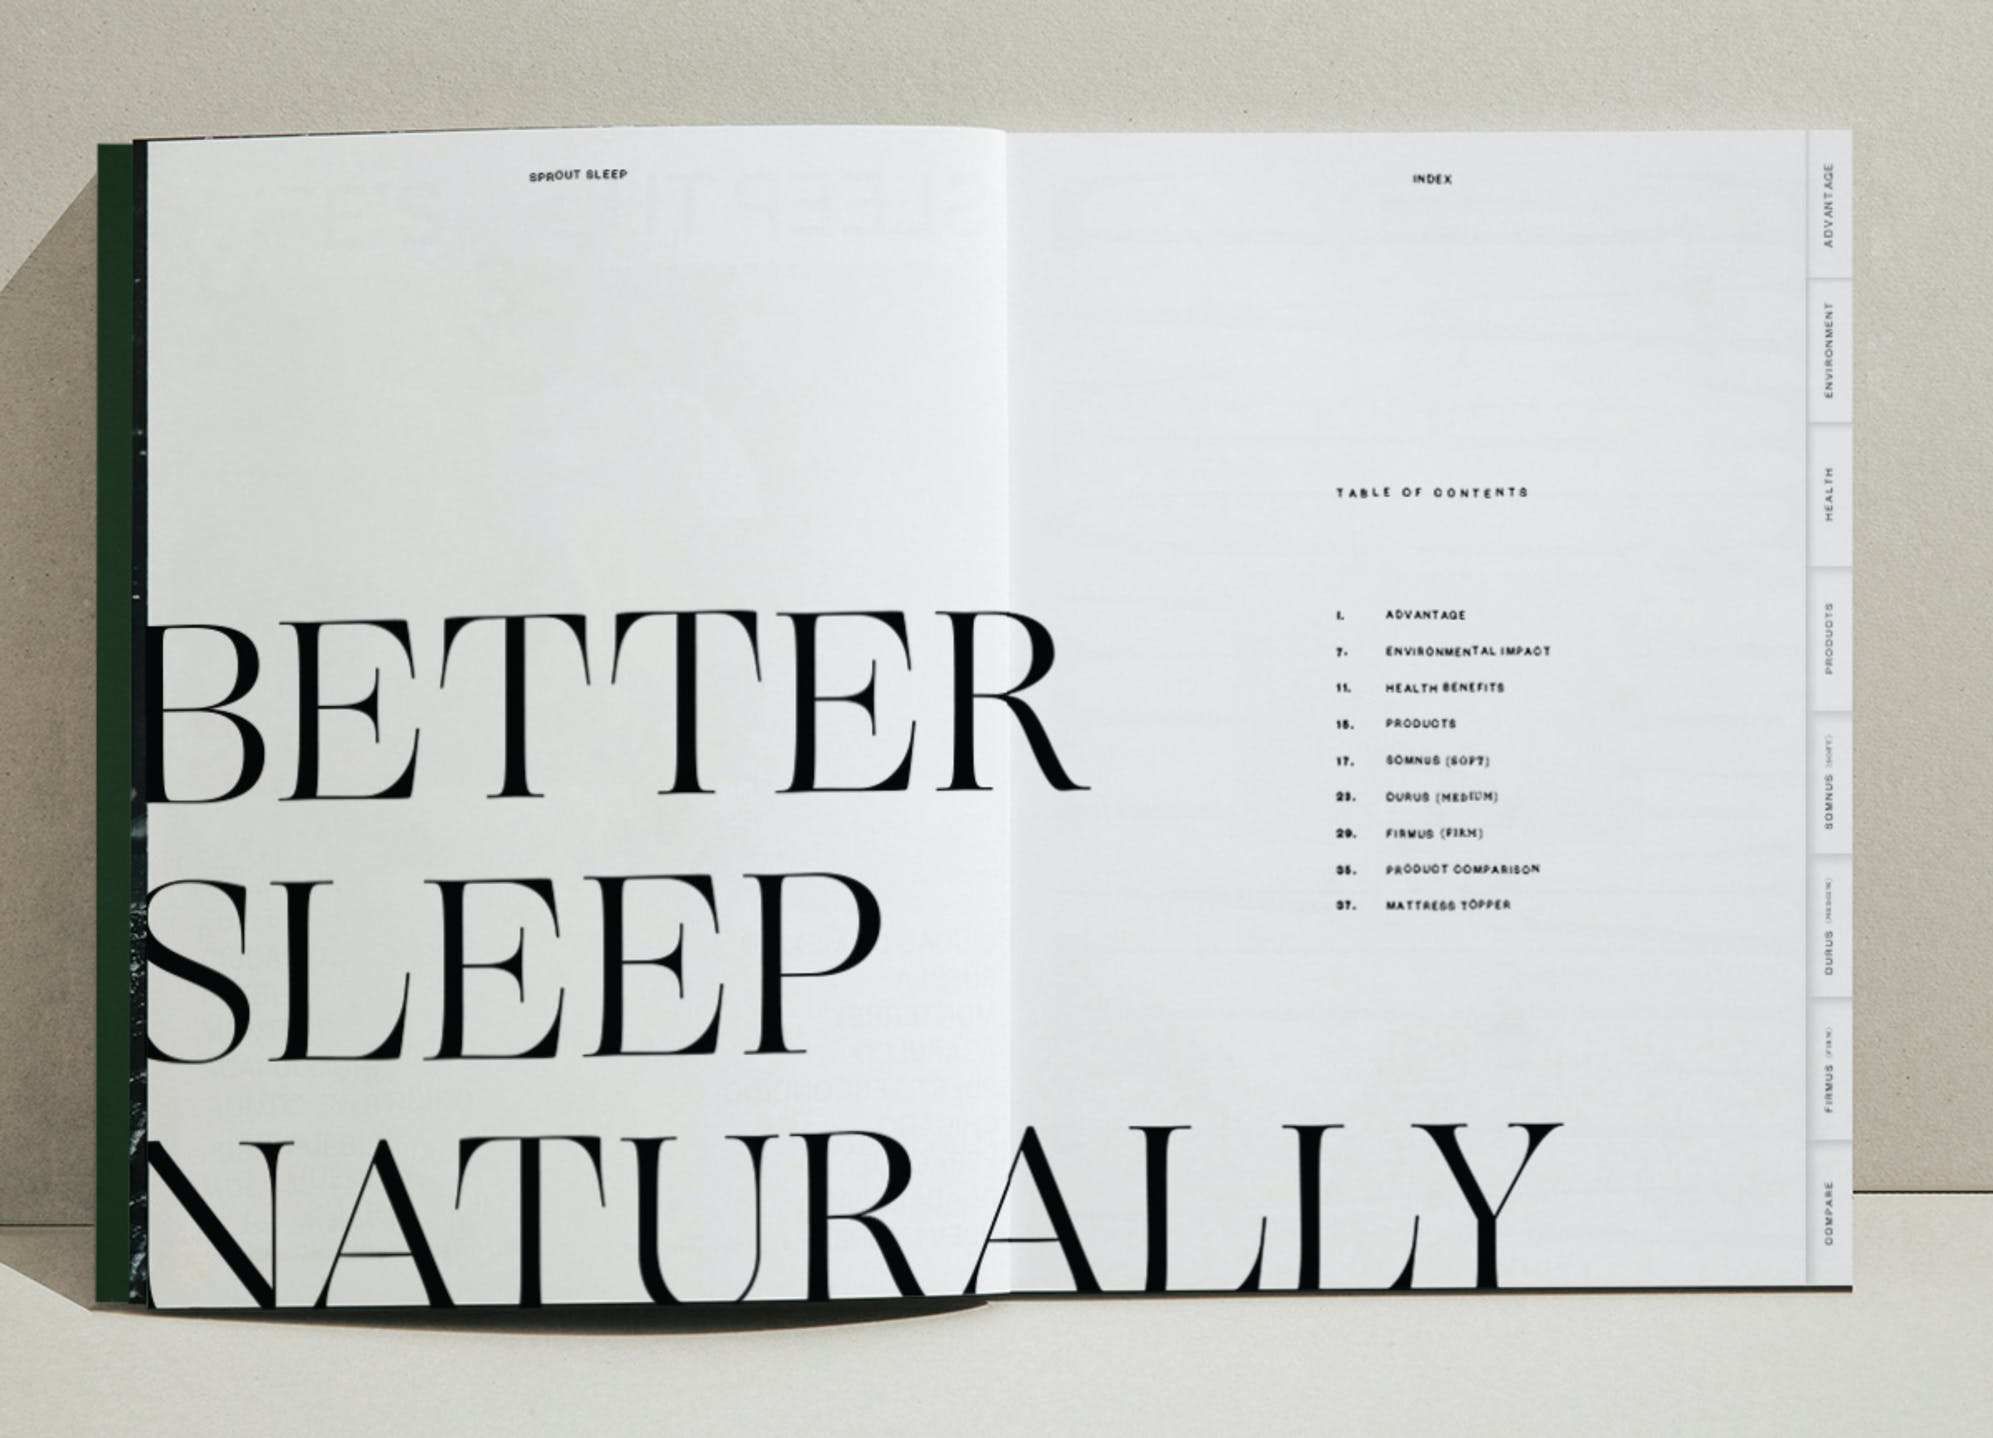 SPROUT SLEEP
BETTER
SLEEP
NATURALLY
INDEX
TABLE OF CONTENTS
1. ADVANTAGE
7. ENVIRONMENTAL IMPACT
11. HEALTH BENEFITS
15. PRODUCTS
17. SOMNUS (SOFT)
23. DURUS (MEDIUM)
29. FIRMUS (FIRM)
35. PRODUCT COMPARISON
37. MATTRESS TOPPER
ADVANTAGE
ENVIRONMENT
HEALTH
PRODUCTS
SOMNUS (SOFT)
DURUS (MEDIUM)
FIRMUS (FIRM)
COMPARE